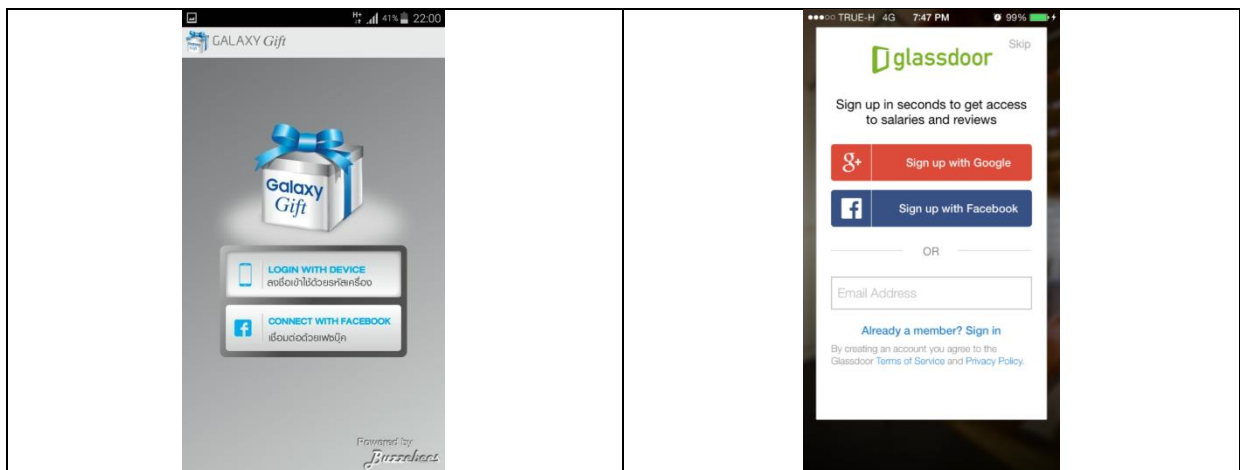 H+ 41% 22:00
GALAXY Gift
Galaxy
Gift
LOGIN WITH DEVICE
ลงชื่อเข้าใช้ด้วยรหัสเครื่อง
CONNECT WITH FACEBOOK
เชื่อมต่อด้วยเฟซบุ๊ค
Powered by
Buzzebees
TRUE-H 4G 7:47 PM 99%
Skip
glassdoor
Sign up in seconds to get access
to salaries and reviews
g+ Sign up with Google
f Sign up with Facebook
OR
Email Address
Already a member? Sign in
By creating an account you agree to the
Glassdoor Terms of Service and Privacy Policy.